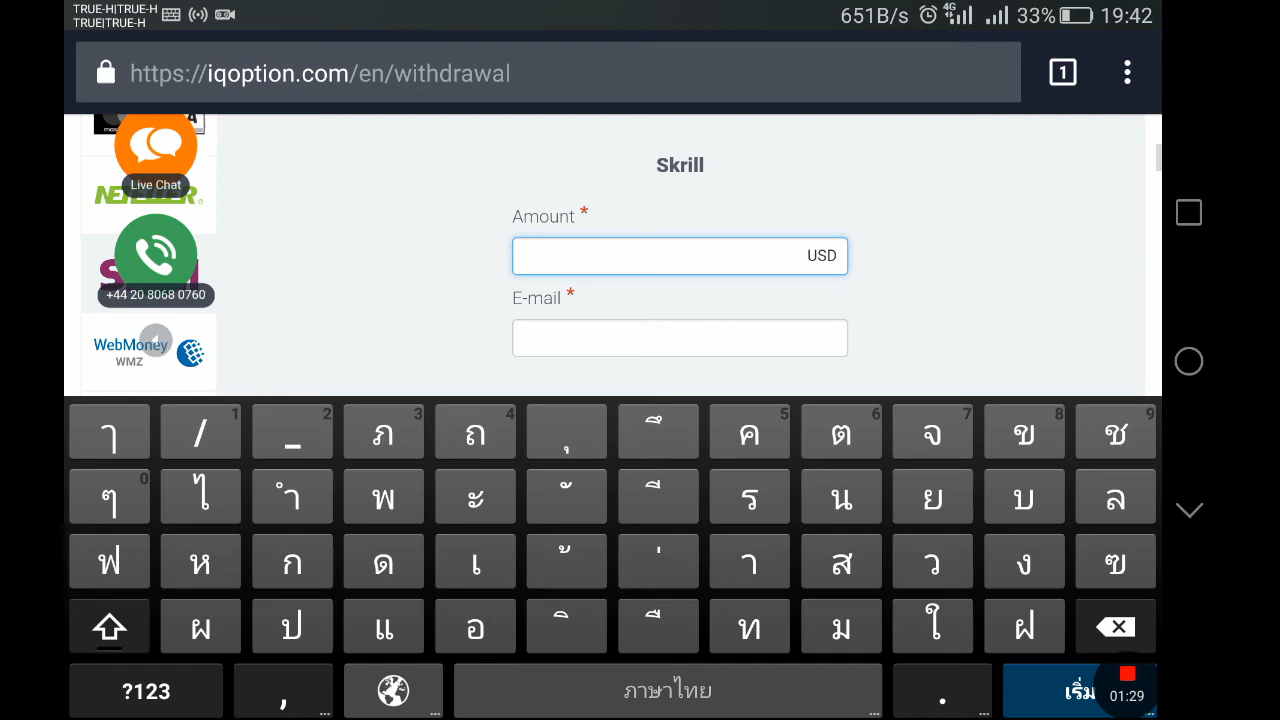 TRUE-H|TRUE-H
TRUE|TRUE-H
651B/s 4G 33% 19:42
https://iqoption.com/en/withdrawal
1
Live Chat
NETELLER
+44 20 8068 0760
WebMoney
WMZ
Skrill
Amount *
USD
E-mail *
ๅ / 1 _ 2 ภ 3 ถ 4 ุ ึ ค 5 ต 6 จ 7 ข 8 ช 9
ๆ 0 ไ ำ พ ะ ั ี ร น ย บ ล
ฟ ห ก ด เ ้ ่ า ส ว ง ฃ
ผ ป แ อ ิ ื ท ม ใ ฝ
?123 , ภาษาไทย . เริ่ม
01:29